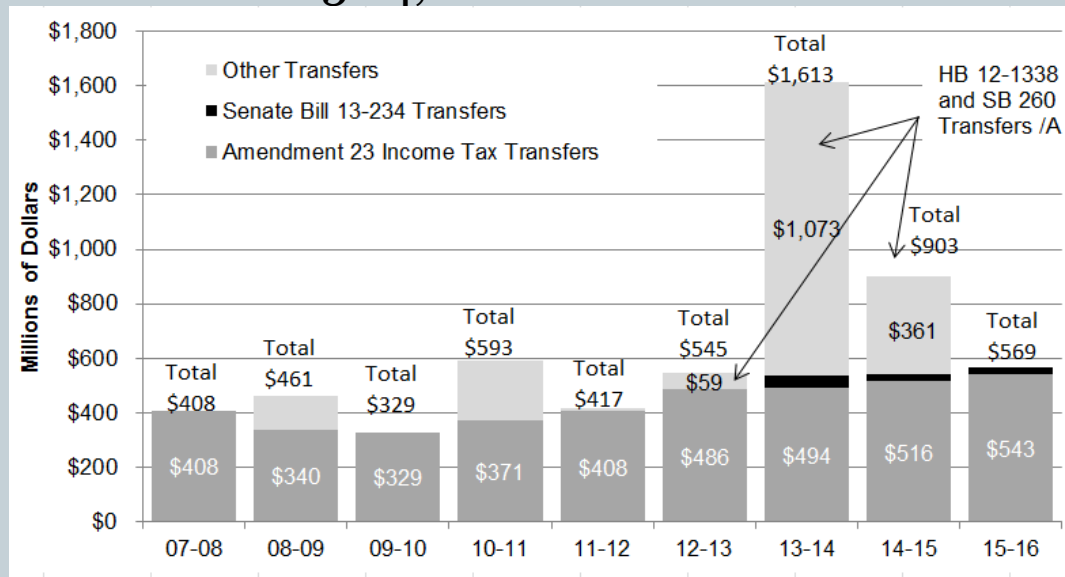 $1,800
$1,600
$1,400
$1,200
$1,000
$800
$600
$400
$200
$0
Millions of Dollars
Other Transfers
Senate Bill 13-234 Transfers
Amendment 23 Income Tax Transfers
HB 12-1338
and SB 260
Transfers /A
Total
$408
$408
Total
$461
$340
Total
$329
$329
Total
$593
$371
Total
$417
$408
Total
$545
$59
$486
Total
$1,613
$1,073
$494
Total
$903
$361
$516
Total
$569
$543
07-08 08-09 09-10 10-11 11-12 12-13 13-14 14-15 15-16